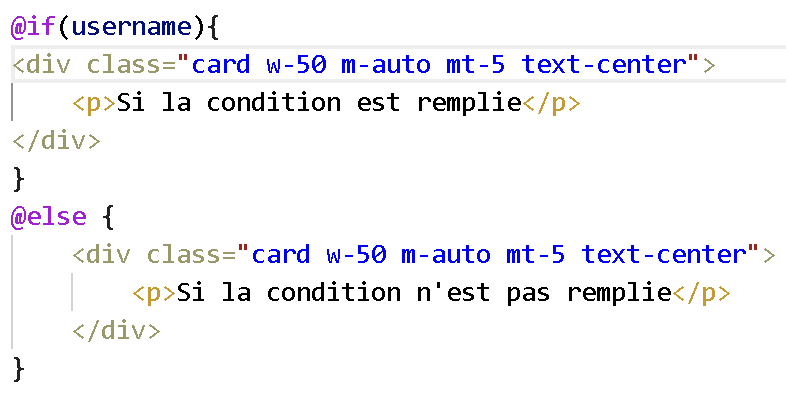 @if(username){
<div class="card w-50 m-auto mt-5 text-center">
    <p>Si la condition est remplie</p>
</div>
}
@else {
    <div class="card w-50 m-auto mt-5 text-center">
        <p>Si la condition n'est pas remplie</p>
    </div>
}